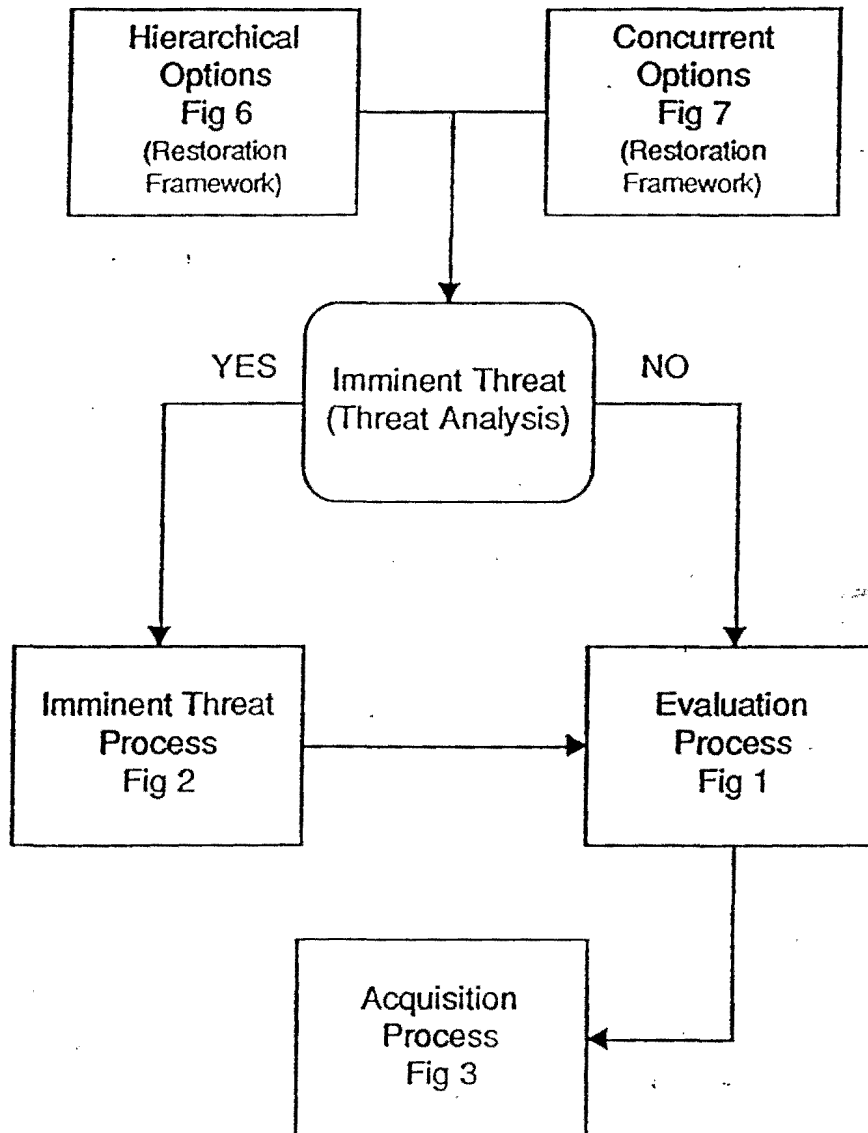 Hierarchical
Options
Fig 6
(Restoration
Framework)
Concurrent
Options
Fig 7
(Restoration
Framework)
YES
Imminent Threat
(Threat Analysis)
NO
Imminent Threat
Process
Fig 2
Evaluation
Process
Fig 1
Acquisition
Process
Fig 3